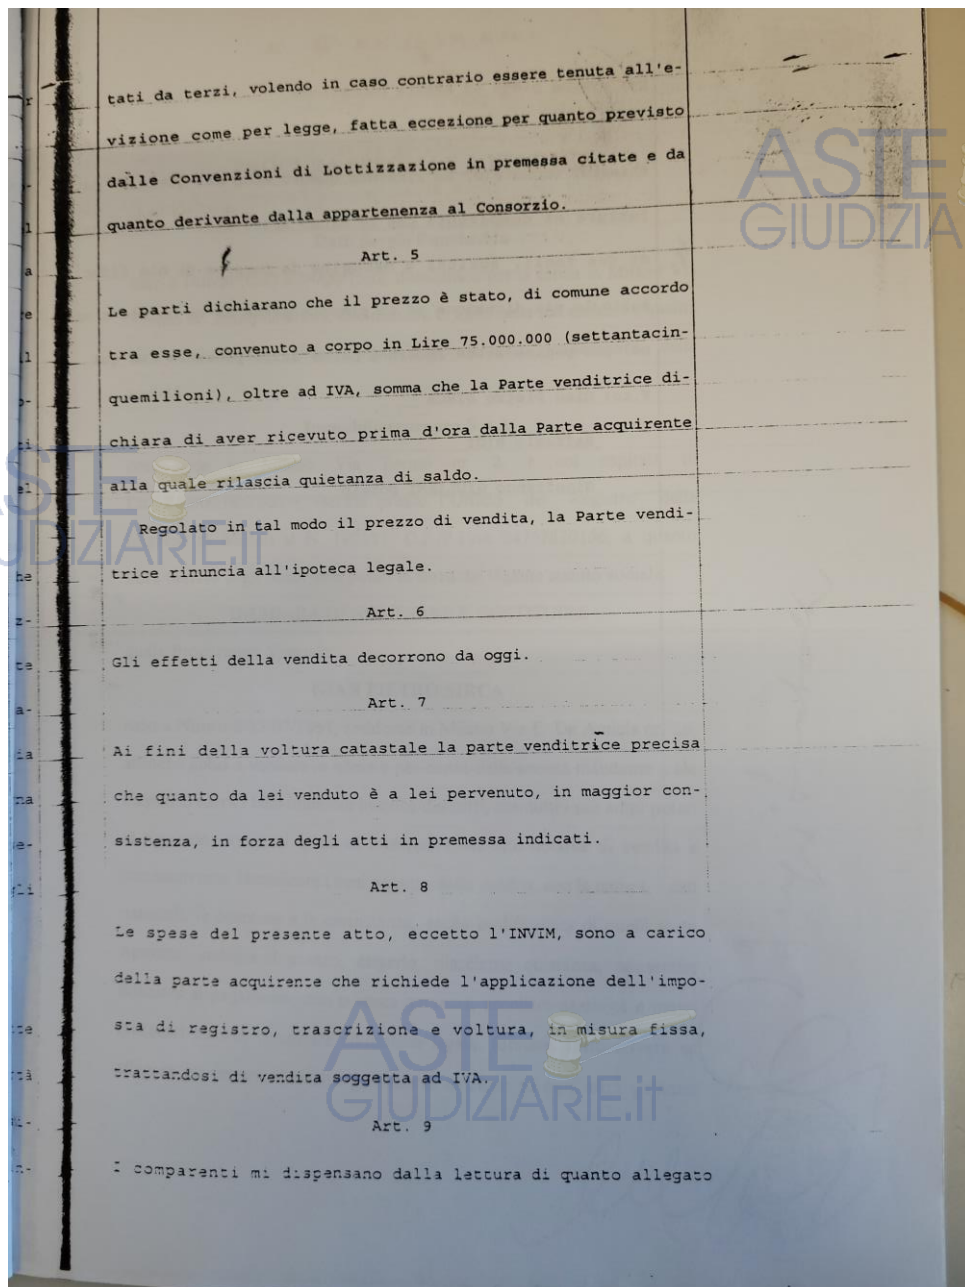 tati da terzi, volendo in caso contrario essere tenuta all'e-
vizione come per legge, fatta eccezione per quanto previsto
dalle Convenzioni di Lottizzazione in premessa citate e da
quanto derivante dalla appartenenza al Consorzio.
Art. 5
Le parti dichiarano che il prezzo è stato, di comune accordo
tra esse, convenuto a corpo in Lire 75.000.000 (settantacin-
quemilioni), oltre ad IVA, somma che la Parte venditrice di-
chiara di aver ricevuto prima d'ora dalla Parte acquirente
alla quale rilascia quietanza di saldo.
Regolato in tal modo il prezzo di vendita, la Parte vendi-
trice rinuncia all'ipoteca legale.
Art. 6
Gli effetti della vendita decorrono da oggi.
Art. 7
Ai fini della voltura catastale la parte venditrice precisa
che quanto da lei venduto è a lei pervenuto, in maggior con-
sistenza, in forza degli atti in premessa indicati.
Art. 8
Le spese del presente atto, eccetto l'INVIM, sono a carico
della parte acquirente che richiede l'applicazione dell'impo-
sta di registro, trascrizione e voltura, in misura fissa,
trattandosi di vendita soggetta ad IVA.
Art. 9
I comparenti mi dispensano dalla lettura di quanto allegato
ASTE
GIUDIZIA
ASTE
GIUDIZIARIE.it
ASTE
GIUDIZIARIE.it